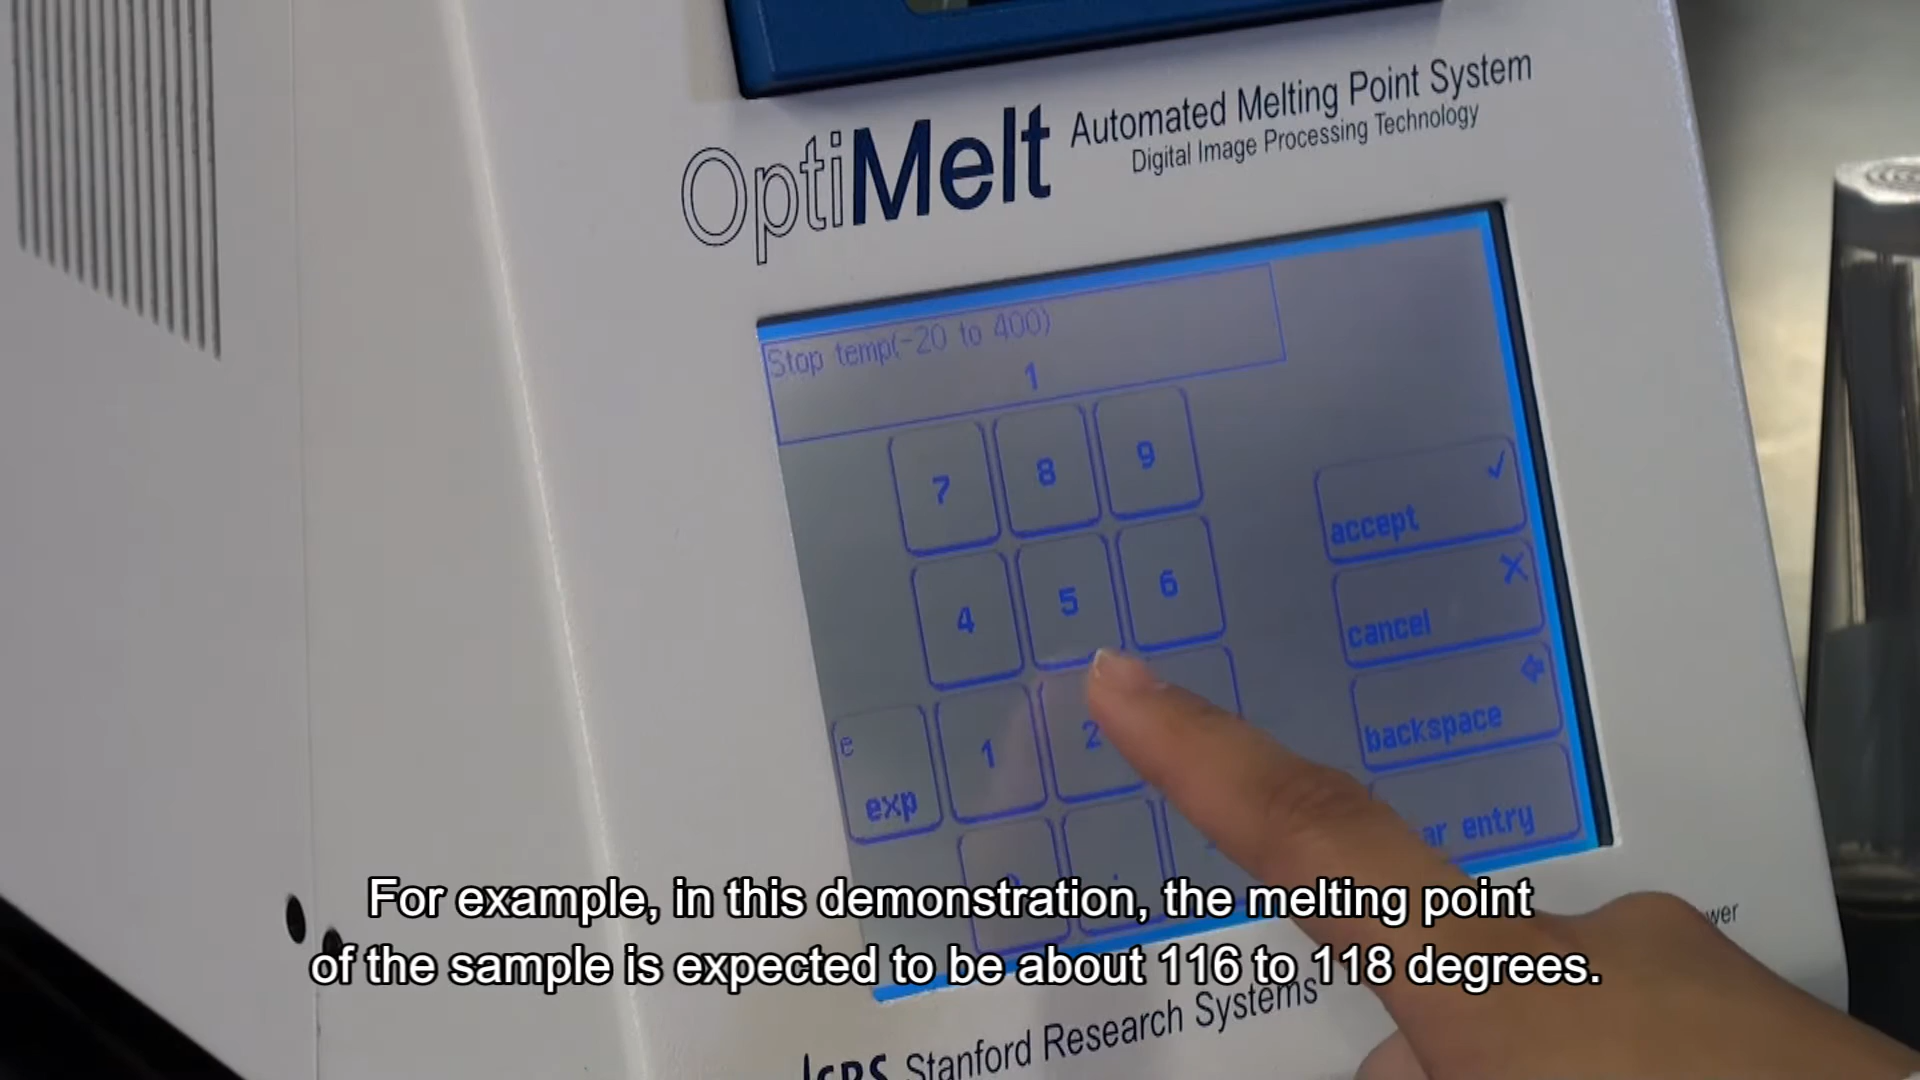 OptiMelt Automated Melting Point System
Digital Image Processing Technology
Stop temp(-20 to 400)
1
7 8 9
accept
4 5 6
cancel
e
exp
1 2
backspace
entry
For example, in this demonstration, the melting point
of the sample is expected to be about 116 to 118 degrees.
SRS Stanford Research Systems